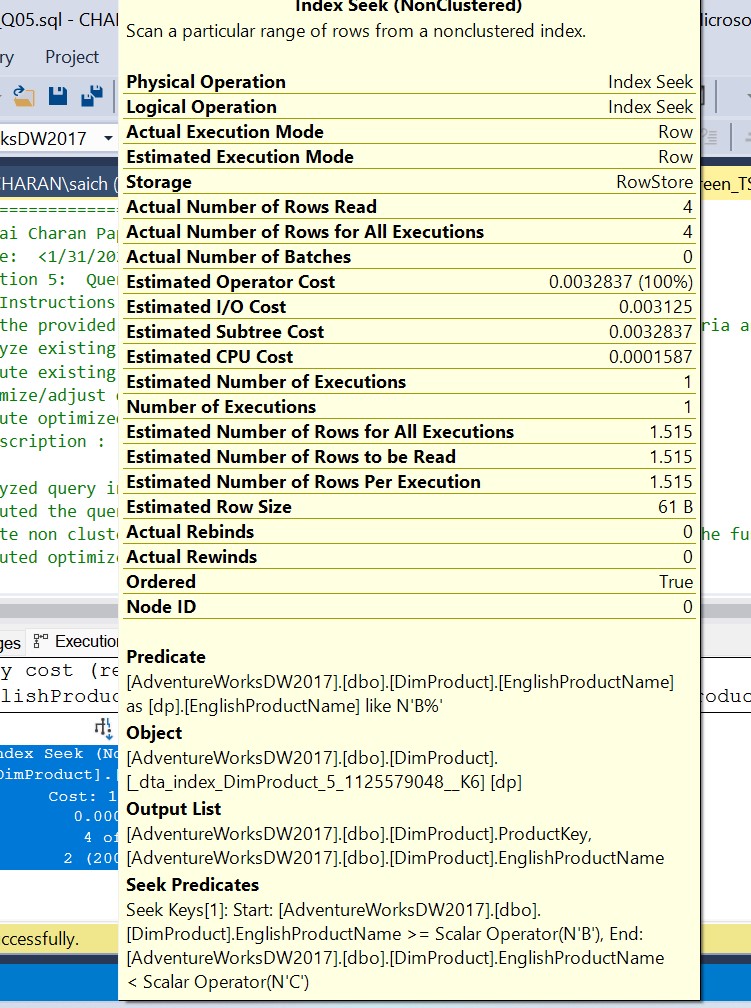 _Q05.sql - CHA
Index Seek (NonClustered)
Scan a particular range of rows from a nonclustered index.
Project
ksDW2017
CHARAN\saich (
Physical Operation Index Seek
Logical Operation Index Seek
Actual Execution Mode Row
Estimated Execution Mode Row
Storage RowStore
Actual Number of Rows Read 4
Actual Number of Rows for All Executions 4
Actual Number of Batches 0
Estimated Operator Cost 0.0032837 (100%)
Estimated I/O Cost 0.003125
Estimated Subtree Cost 0.0032837
Estimated CPU Cost 0.0001587
Estimated Number of Executions 1
Number of Executions 1
Estimated Number of Rows for All Executions 1.515
Estimated Number of Rows to be Read 1.515
Estimated Number of Rows Per Execution 1.515
Estimated Row Size 61 B
Actual Rebinds 0
Actual Rewinds 0
Ordered True
Node ID 0
Predicate
[AdventureWorksDW2017].[dbo].[DimProduct].[EnglishProductName]
as [dp].[EnglishProductName] like N'B%'
Object
[AdventureWorksDW2017].[dbo].[DimProduct].
[_dta_index_DimProduct_5_1125579048__K6] [dp]
Output List
[AdventureWorksDW2017].[dbo].[DimProduct].ProductKey,
[AdventureWorksDW2017].[dbo].[DimProduct].EnglishProductName
Seek Predicates
Seek Keys[1]: Start: [AdventureWorksDW2017].[dbo].
[DimProduct].EnglishProductName >= Scalar Operator(N'B'), End:
[AdventureWorksDW2017].[dbo].[DimProduct].EnglishProductName
< Scalar Operator(N'C')
================
ai Charan Pa
e: <1/31/20
tion 5: Que
Instructions
the provided
yze existing
ute existing
mize/adjust
ute optimize
scription :
yzed query i
uted the que
te non clust
uted optimiz
ges Execution
y cost (re
lishProduc
ndex Seek (N
DimProduct].
Cost: 1
0.000
4 of
2 (200
ccessfully.
icroso
reen_TS
ria a
he fu
oduc